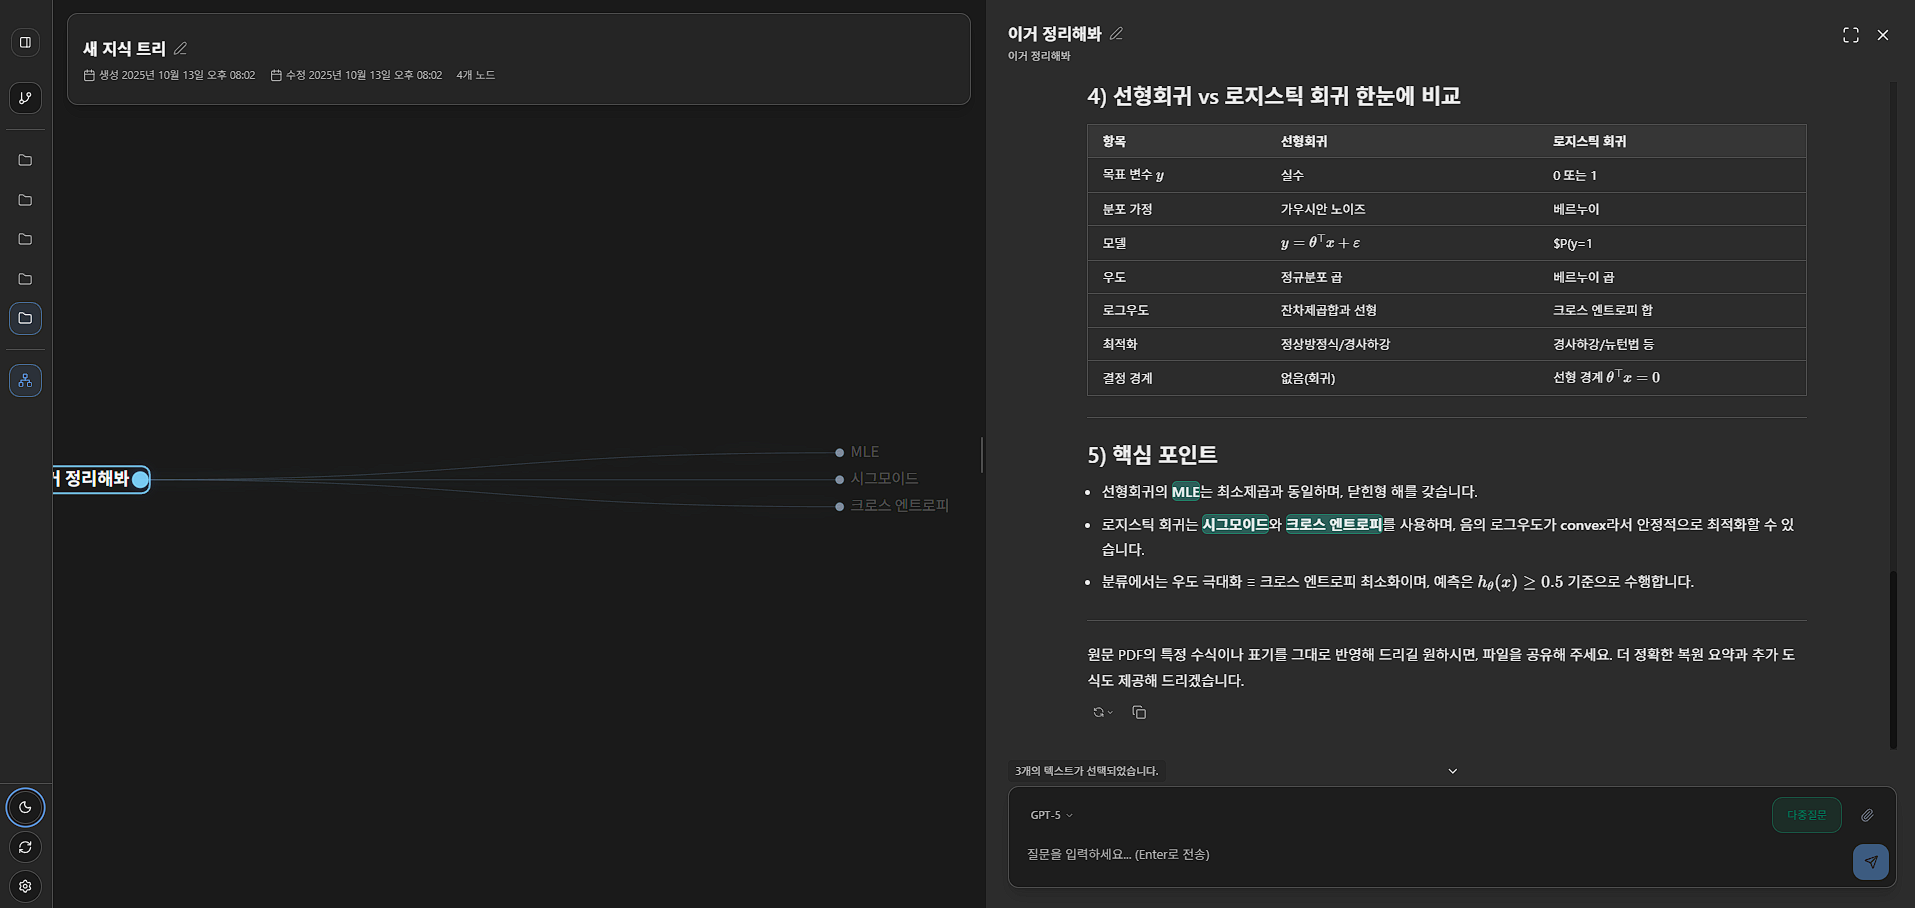 새 지식 트리
생성 2025년 10월 13일 오후 08:02 수정 2025년 10월 13일 오후 08:02 4개 노드
정리해봐
MLE
시그모이드
크로스 엔트로피
이거 정리해봐
이거 정리해봐
4) 선형회귀 vs 로지스틱 회귀 한눈에 비교
항목 선형회귀 로지스틱 회귀
목표 변수 y 실수 0 또는 1
분포 가정 가우시안 노이즈 베르누이
모델 y = θ⊤x + ε $P(y=1
우도 정규분포 곱 베르누이 곱
로그우도 잔차제곱합과 선형 크로스 엔트로피 합
최적화 정상방정식/경사하강 경사하강/뉴턴법 등
결정 경계 없음(회귀) 선형 경계 θ⊤x = 0
5) 핵심 포인트
• 선형회귀의 MLE는 최소제곱과 동일하며, 닫힌형 해를 갖습니다.
• 로지스틱 회귀는 시그모이드와 크로스 엔트로피를 사용하며, 음의 로그우도가 convex라서 안정적으로 최적화할 수 있
습니다.
• 분류에서는 우도 극대화 ≡ 크로스 엔트로피 최소화이며, 예측은 hθ(x) ≥ 0.5 기준으로 수행합니다.
원문 PDF의 특정 수식이나 표기를 그대로 반영해 드리길 원하시면, 파일을 공유해 주세요. 더 정확한 복원 요약과 추가 도
식도 제공해 드리겠습니다.
3개의 텍스트가 선택되었습니다.
GPT-5
다중질문
질문을 입력하세요... (Enter로 전송)